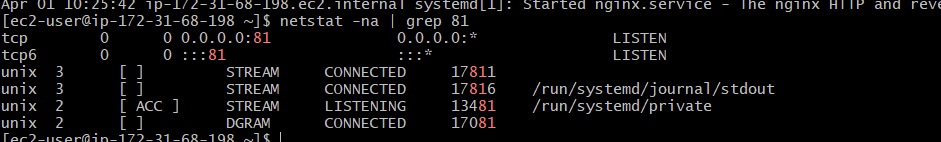 Apr 01 10:25:42 ip-172-31-68-198.ec2.internal systemd[1]: Started nginx.service - The nginx HTTP and reve
[ec2-user@ip-172-31-68-198 ~]$ netstat -na | grep 81
tcp        0      0 0.0.0.0:81              0.0.0.0:*               LISTEN
tcp6       0      0 :::81                   :::*                    LISTEN
unix  3      [ ]         STREAM     CONNECTED     17811
unix  3      [ ]         STREAM     CONNECTED     17816    /run/systemd/journal/stdout
unix  2      [ ACC ]     STREAM     LISTENING     13481    /run/systemd/private
unix  2      [ ]         DGRAM      CONNECTED     17081
[ec2-user@ip-172-31-68-198 ~]$